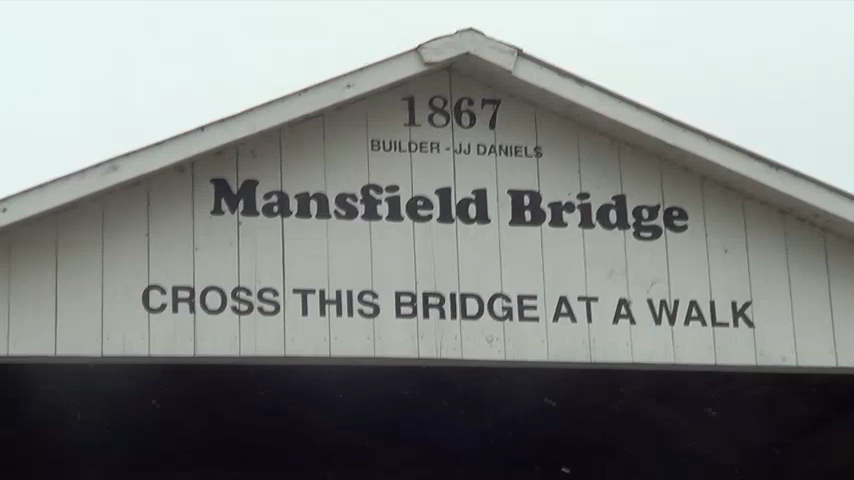 1867
BUILDER - JJ DANIELS
Mansfield Bridge
CROSS THIS BRIDGE AT A WALK